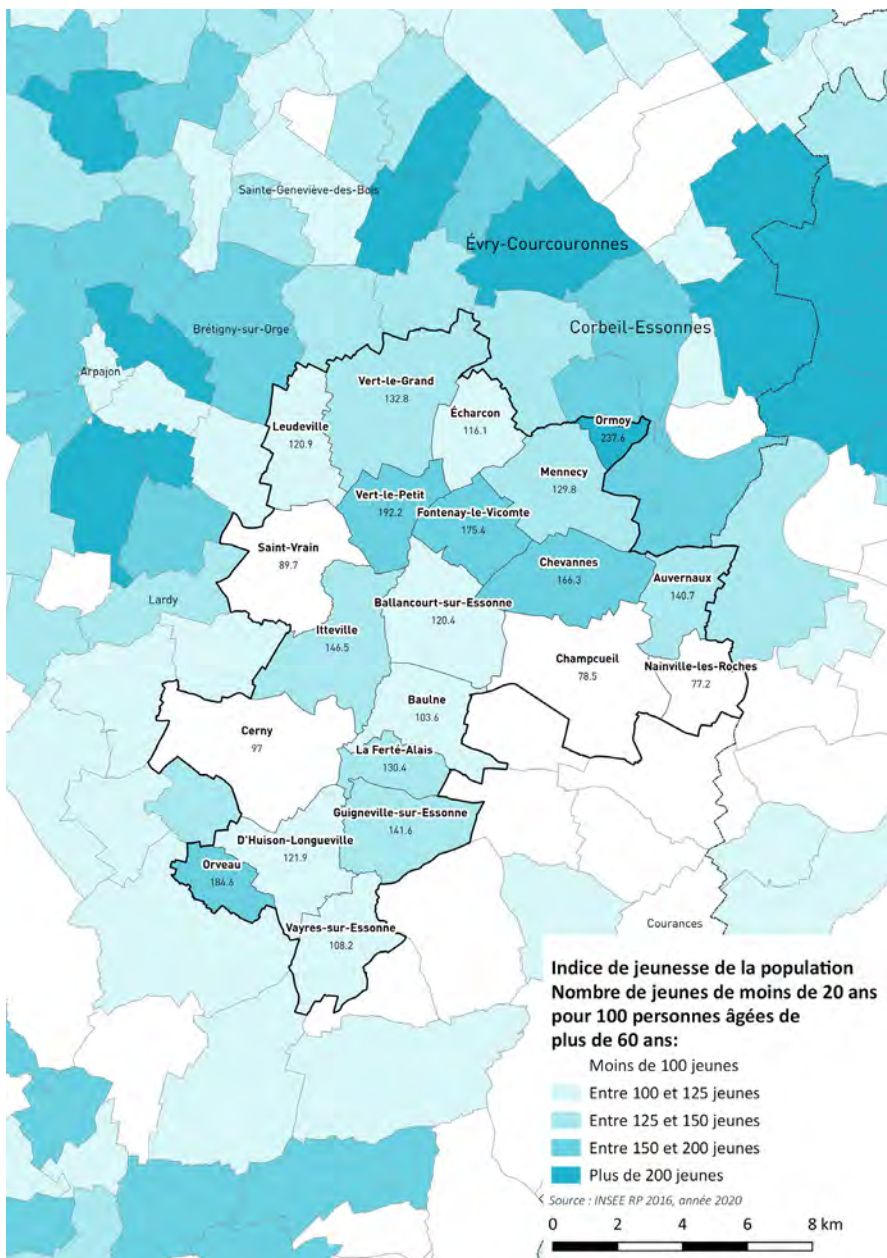 Sainte-Geneviève-des-Bois
Évry-Courcouronnes
Brétigny-sur-Orge
Corbeil-Essonnes
Arpajon
Vert-le-Grand
132.8
Écharcon
116.1
Leudeville
120.9
Ormoy
237.6
Mennecy
129.8
Vert-le-Petit
192.2
Fontenay-le-Vicomte
175.4
Saint-Vrain
89.7
Chevannes
166.3
Auvernaux
140.7
Lardy
Ballancourt-sur-Essonne
120.4
Itteville
146.5
Champcueil
78.5
Nainville-les-Roches
77.2
Baulne
103.6
Cerny
97
La Ferté-Alais
130.4
Guigneville-sur-Essonne
141.6
D'Huison-Longueville
121.9
Orveau
184.6
Vayres-sur-Essonne
108.2
Courances
Indice de jeunesse de la population
Nombre de jeunes de moins de 20 ans
pour 100 personnes âgées de
plus de 60 ans:
Moins de 100 jeunes
Entre 100 et 125 jeunes
Entre 125 et 150 jeunes
Entre 150 et 200 jeunes
Plus de 200 jeunes
Source : INSEE RP 2016, année 2020
0 2 4 6 8 km